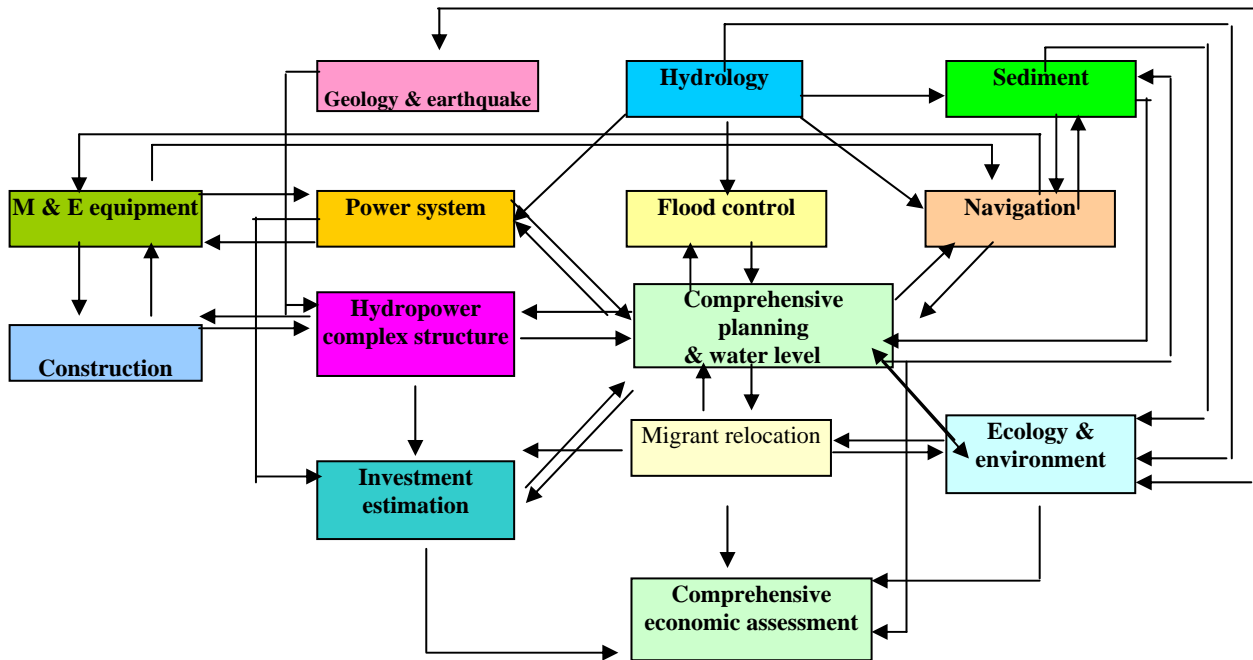 Geology & earthquake
Hydrology
Sediment
M & E equipment
Power system
Flood control
Navigation
Construction
Hydropower
complex structure
Comprehensive
planning
& water level
Migrant relocation
Ecology &
environment
Investment
estimation
Comprehensive
economic assessment